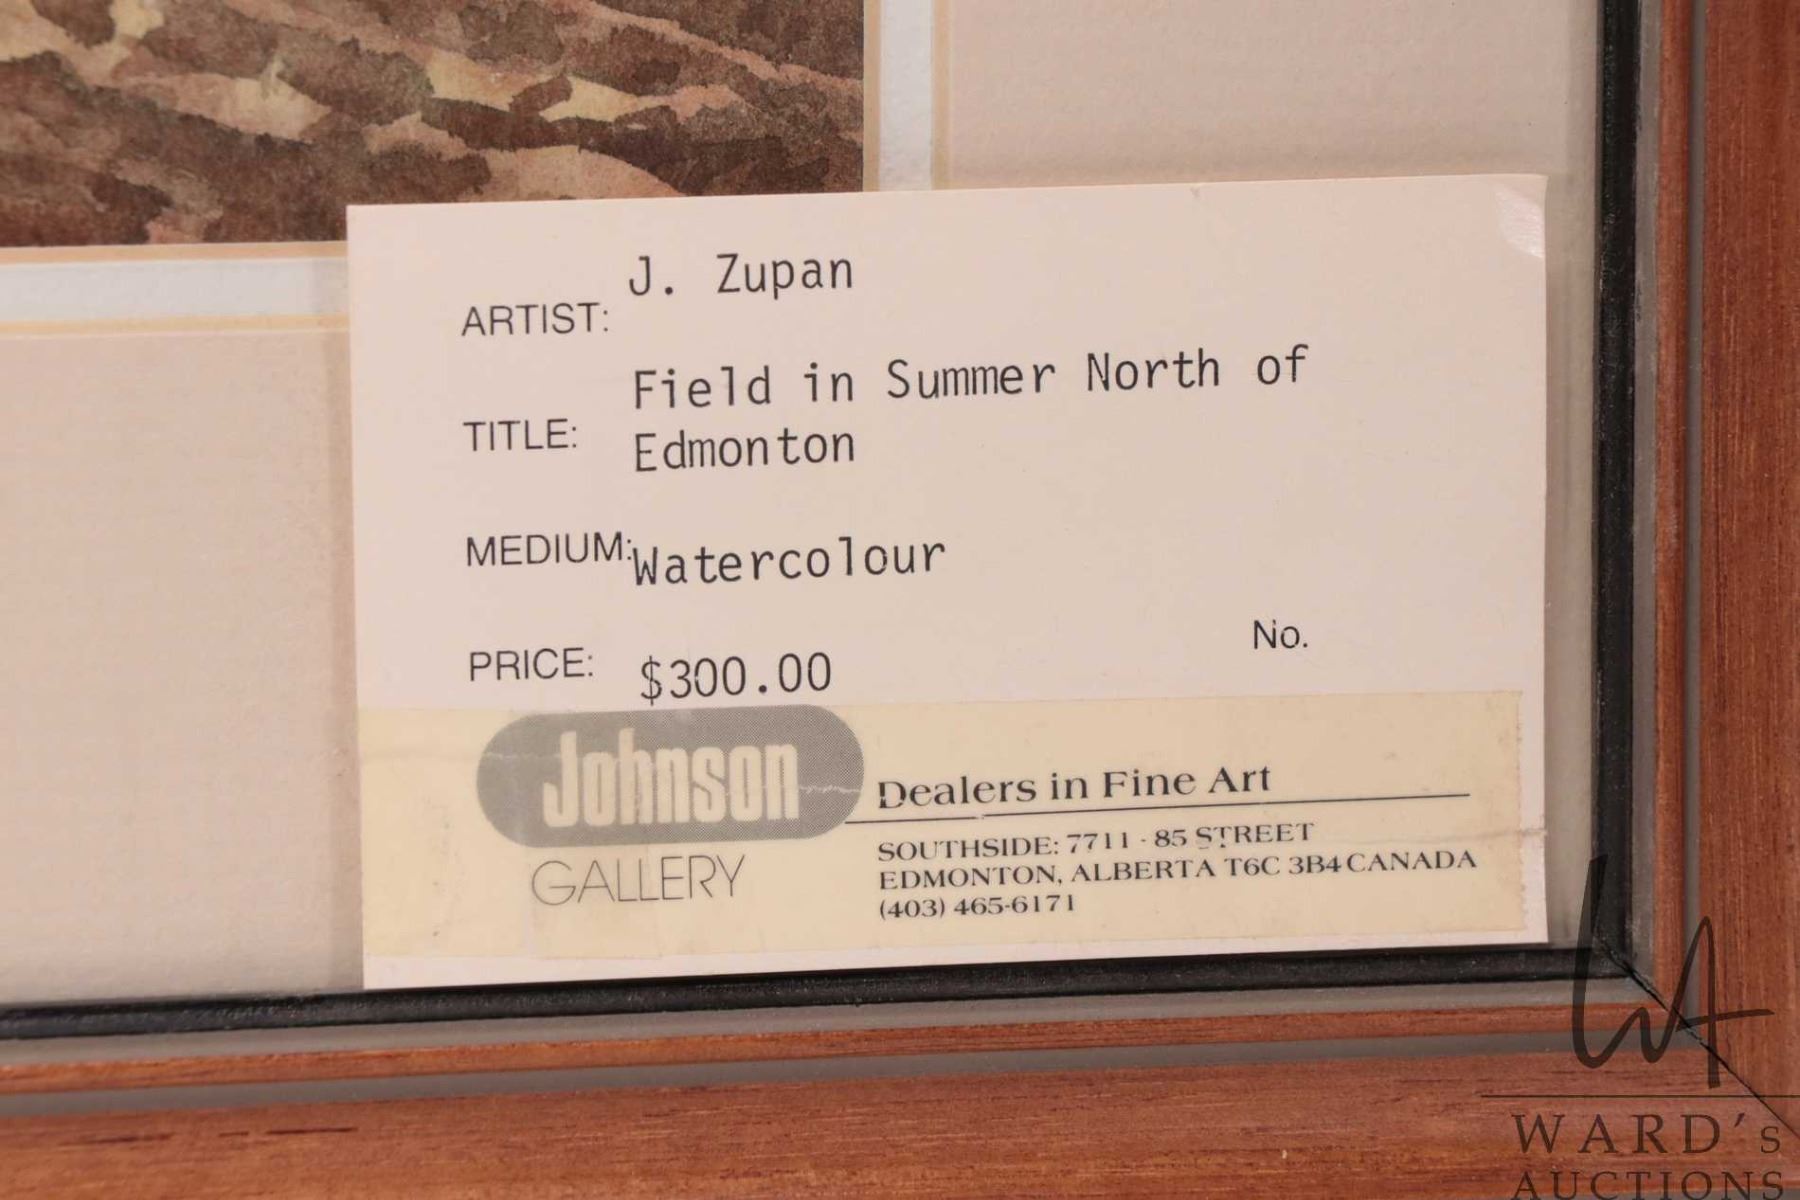 ARTIST: J. Zupan
TITLE: Field in Summer North of
Edmonton
MEDIUM: Watercolour
No.
PRICE: $300.00
Johnson
GALLERY
Dealers in Fine Art
SOUTHSIDE: 7711 - 85 STREET
EDMONTON, ALBERTA T6C 3B4 CANADA
(403) 465-6171
WA
WARD's
AUCTIONS